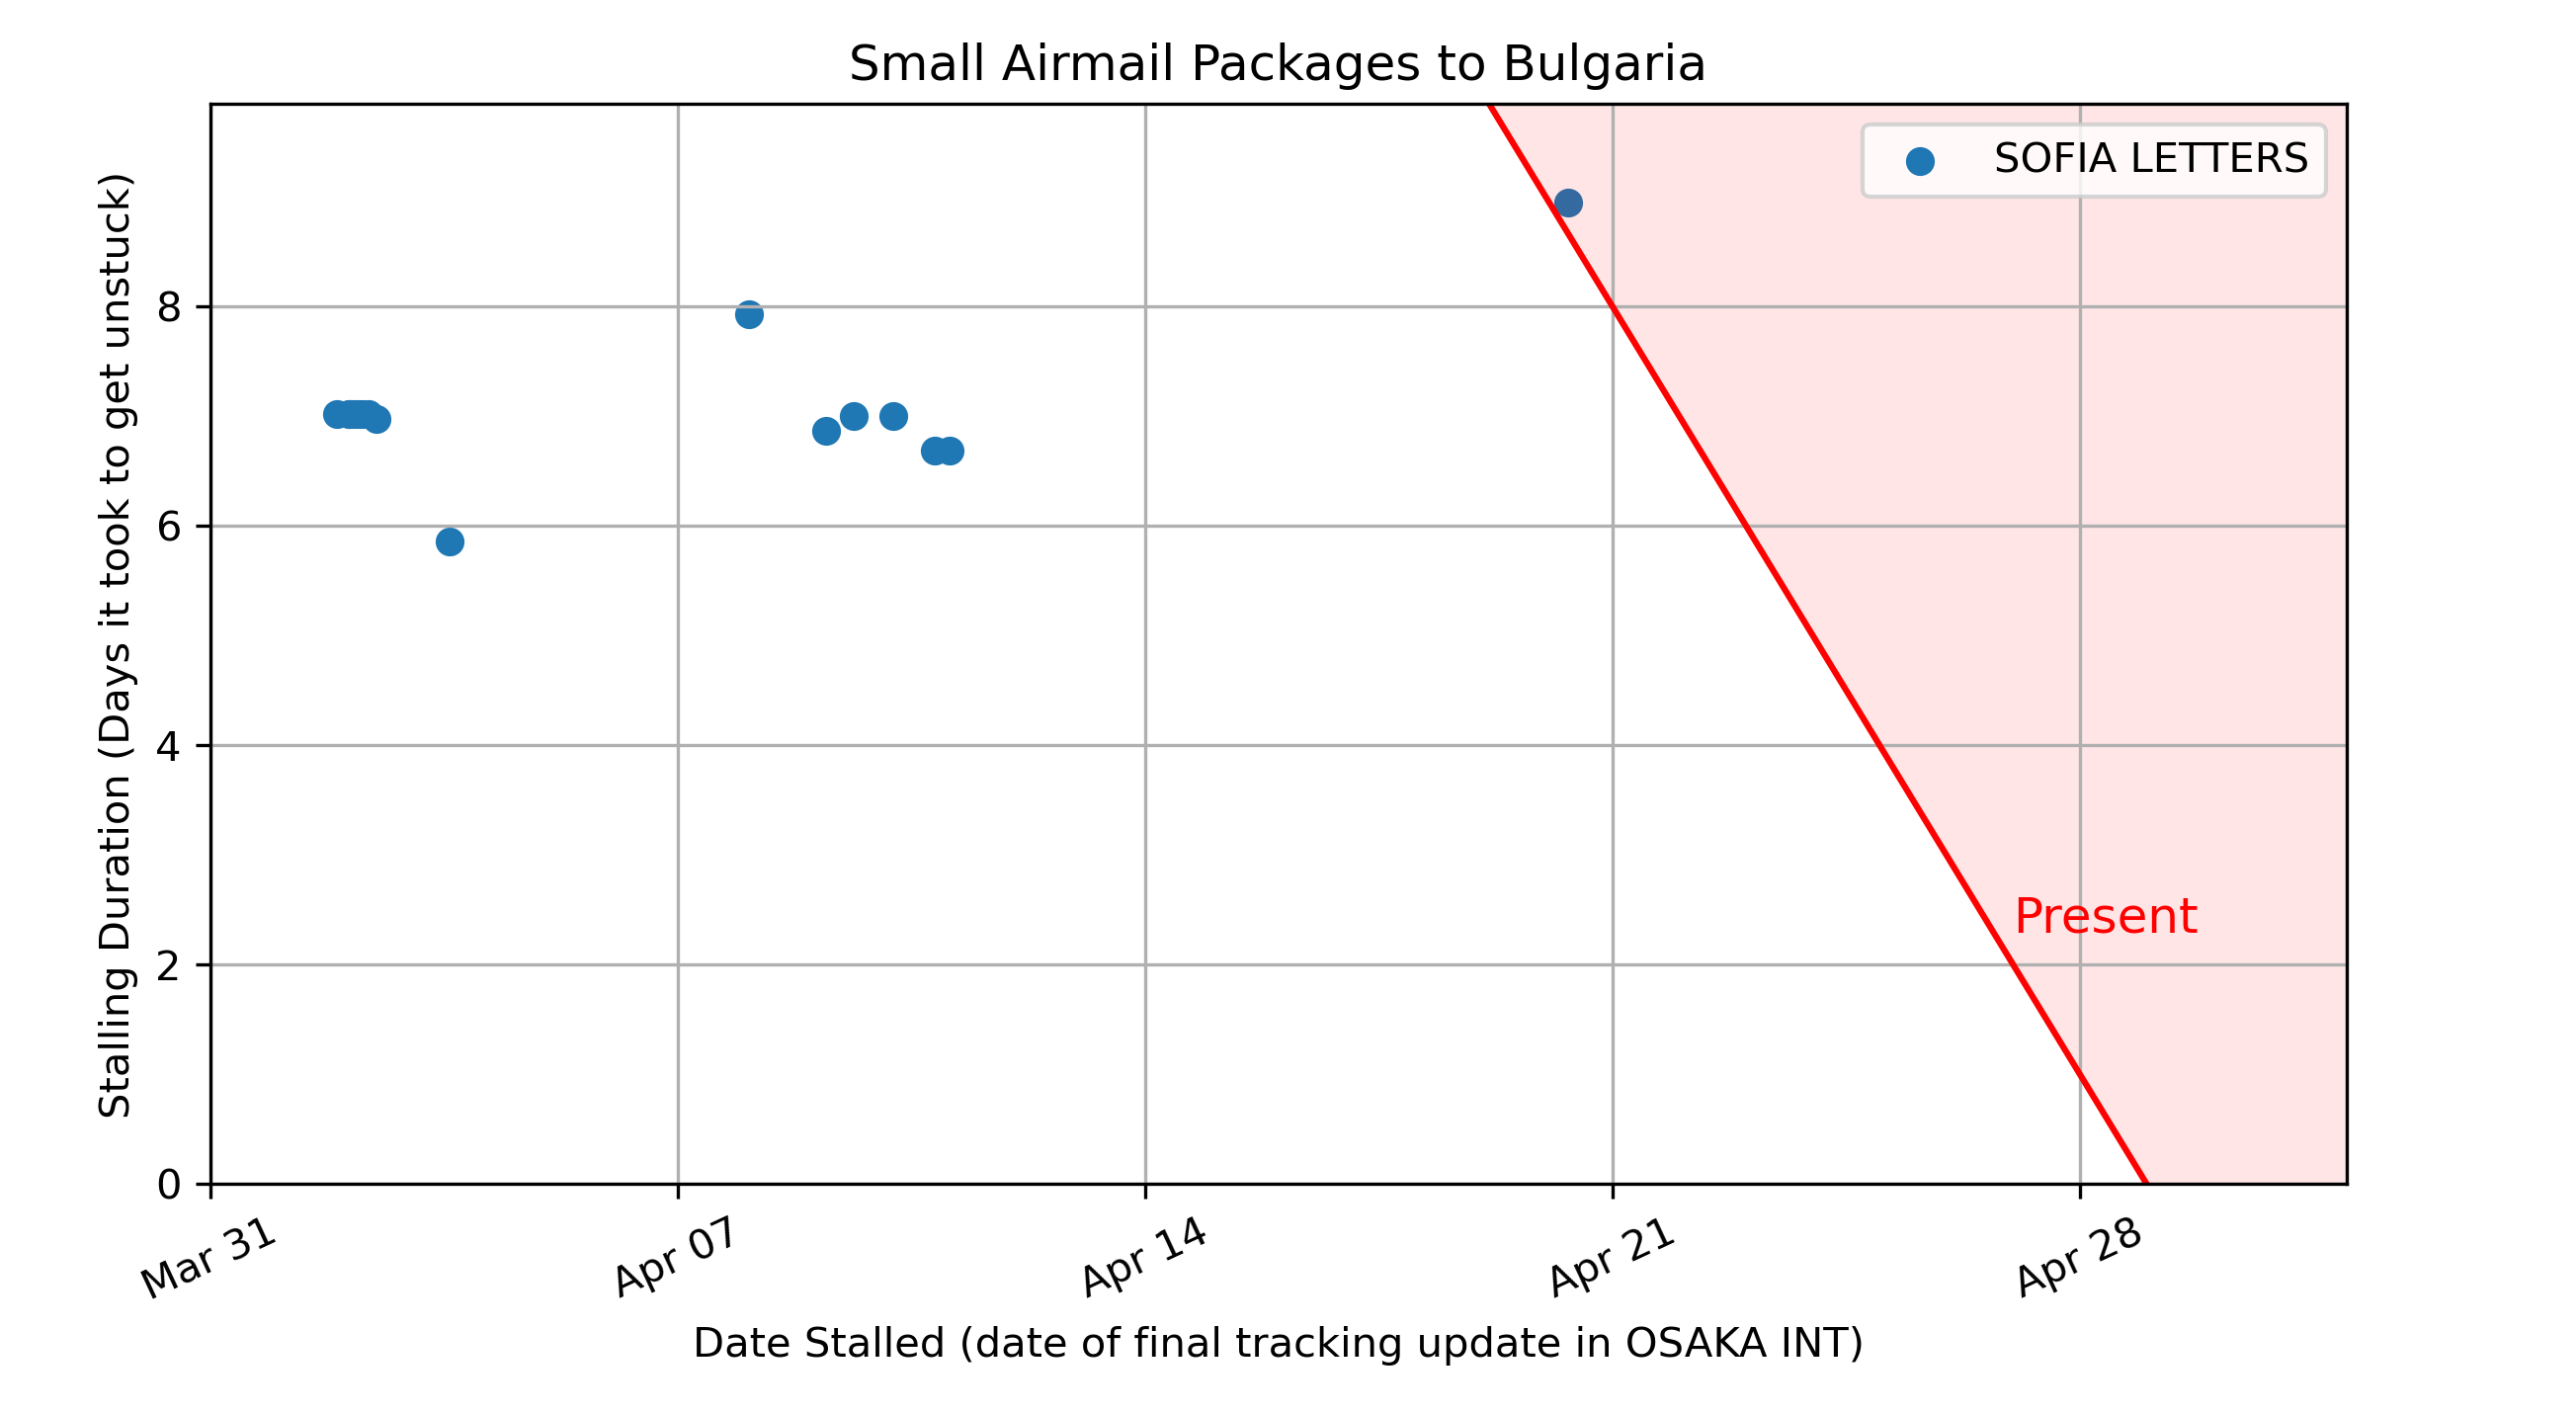 Small Airmail Packages to Bulgaria
SOFIA LETTERS
Stalling Duration (Days it took to get unstuck)
8
6
4
2
0
Present
Mar 31
Apr 07
Apr 14
Apr 21
Apr 28
Date Stalled (date of final tracking update in OSAKA INT)